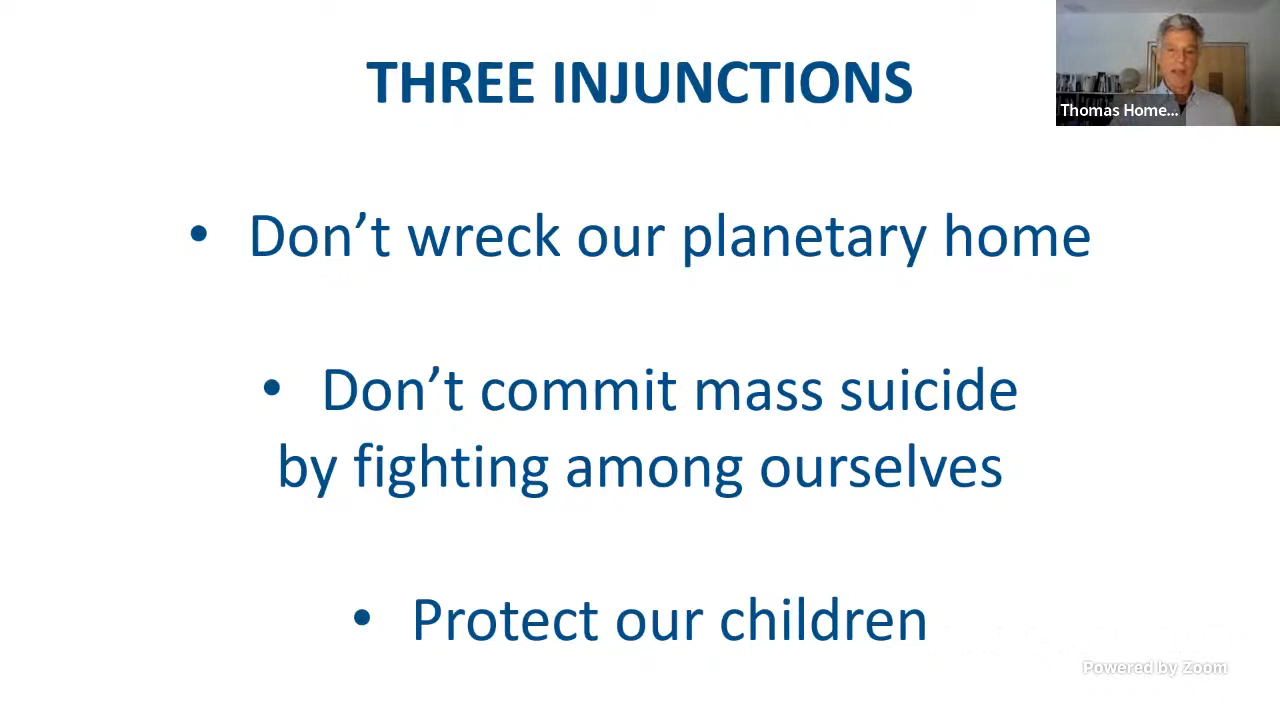 THREE INJUNCTIONS
Thomas Home...
• Don’t wreck our planetary home
• Don’t commit mass suicide
by fighting among ourselves
• Protect our children
Powered by Zoom